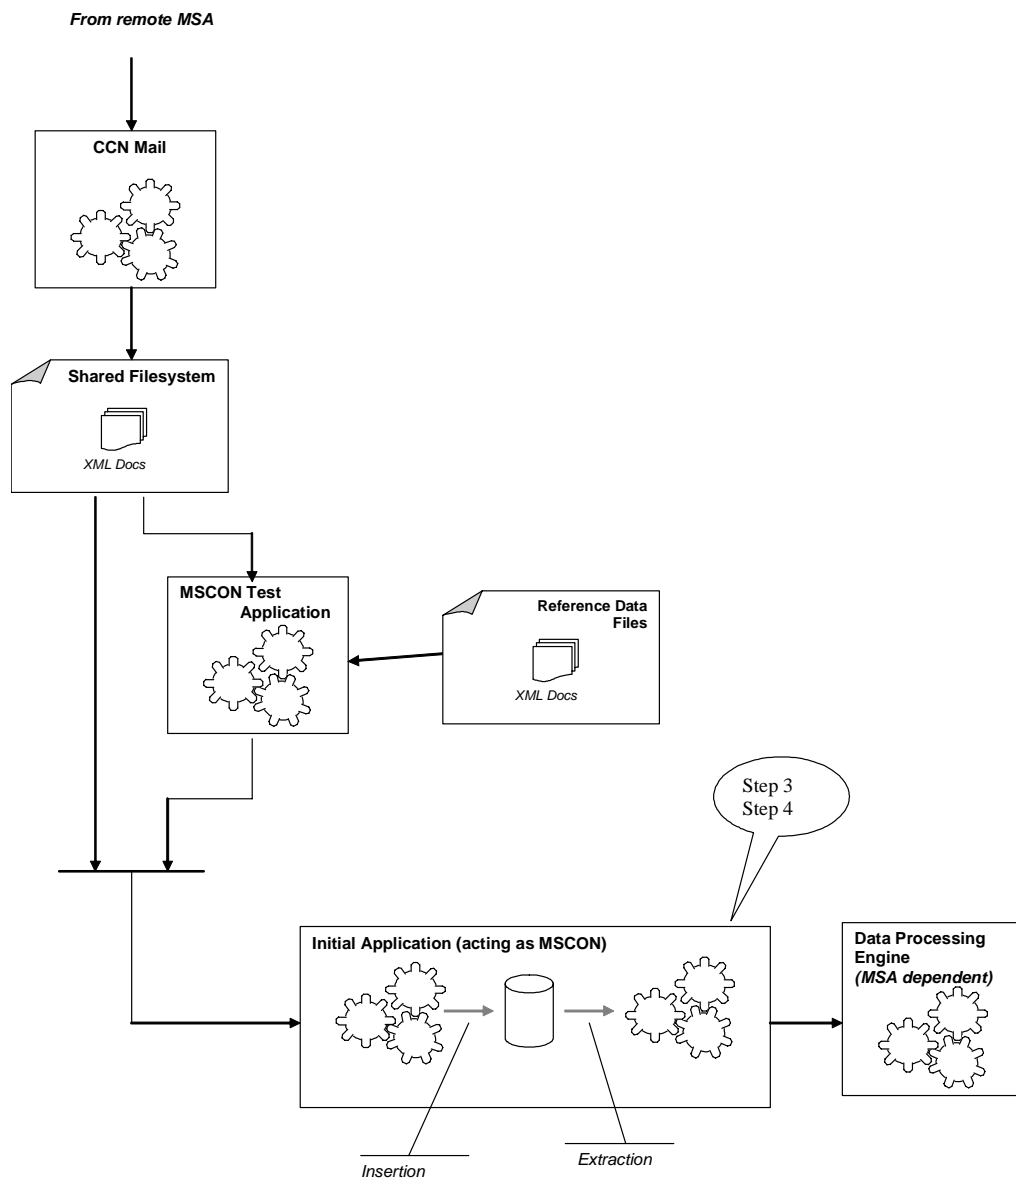 From remote MSA
CCN Mail
Shared Filesystem
XML Docs
MSCON Test
Application
Reference Data
Files
XML Docs
Step 3
Step 4
Initial Application (acting as MSCON)
Data Processing
Engine
(MSA dependent)
Insertion
Extraction